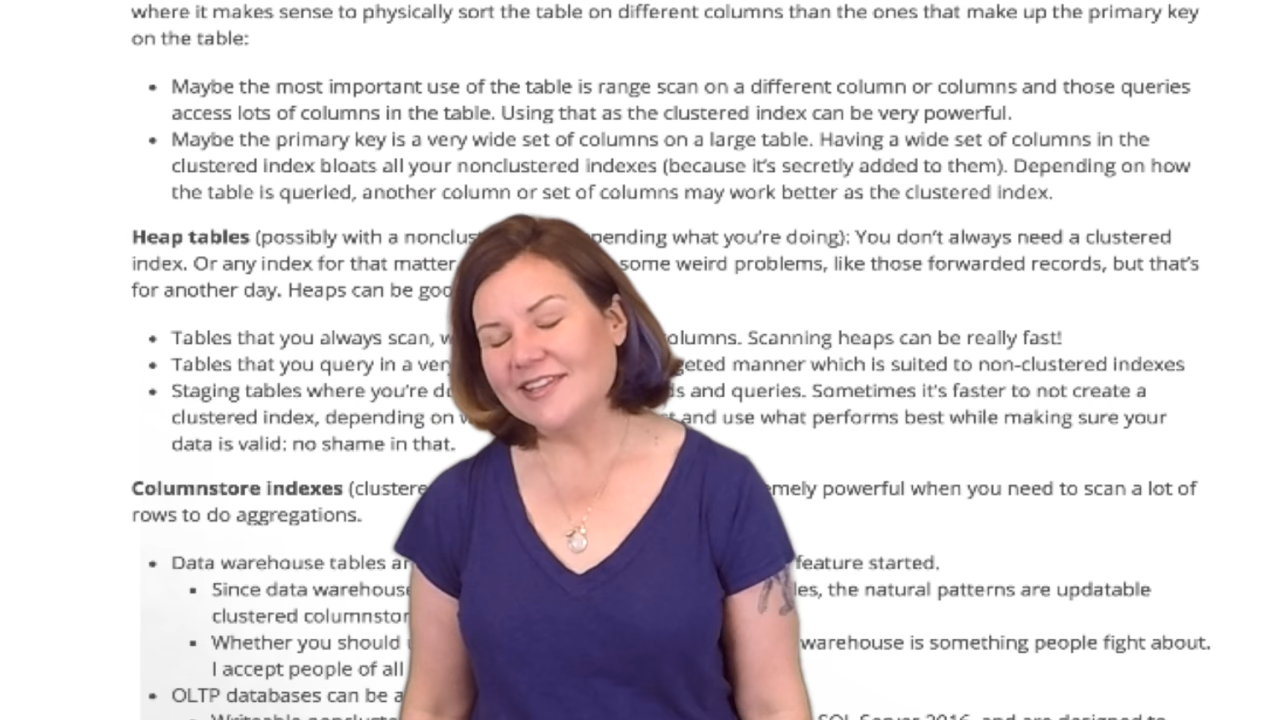 where it makes sense to physically sort the table on different columns than the ones that make up the primary key
on the table:
• Maybe the most important use of the table is range scan on a different column or columns and those queries
access lots of columns in the table. Using that as the clustered index can be very powerful.
• Maybe the primary key is a very wide set of columns on a large table. Having a wide set of columns in the
clustered index bloats all your nonclustered indexes (because it's secretly added to them). Depending on how
the table is queried, another column or set of columns may work better as the clustered index.
Heap tables (possibly with a what you're doing): You don't always need a clustered
index. Or any index for that matter some weird problems, like those forwarded records, but that's
for another day. Heaps can be
• Tables that you always scan, Scanning heaps can be really fast!
• Tables that you query in a manner which is suited to non-clustered indexes
• Staging tables where you're and queries. Sometimes it's faster to not create a
clustered index, depending on and use what performs best while making sure your
data is valid: no shame in that.
Columnstore indexes powerful when you need to scan a lot of
rows to do aggregations.
• Data warehouse tables feature started.
▪ Since data the natural patterns are updatable
clustered
▪ Whether you should warehouse is something people fight about.
I accept people of all
• OLTP databases can be
SQL Server 2016, and are designed to